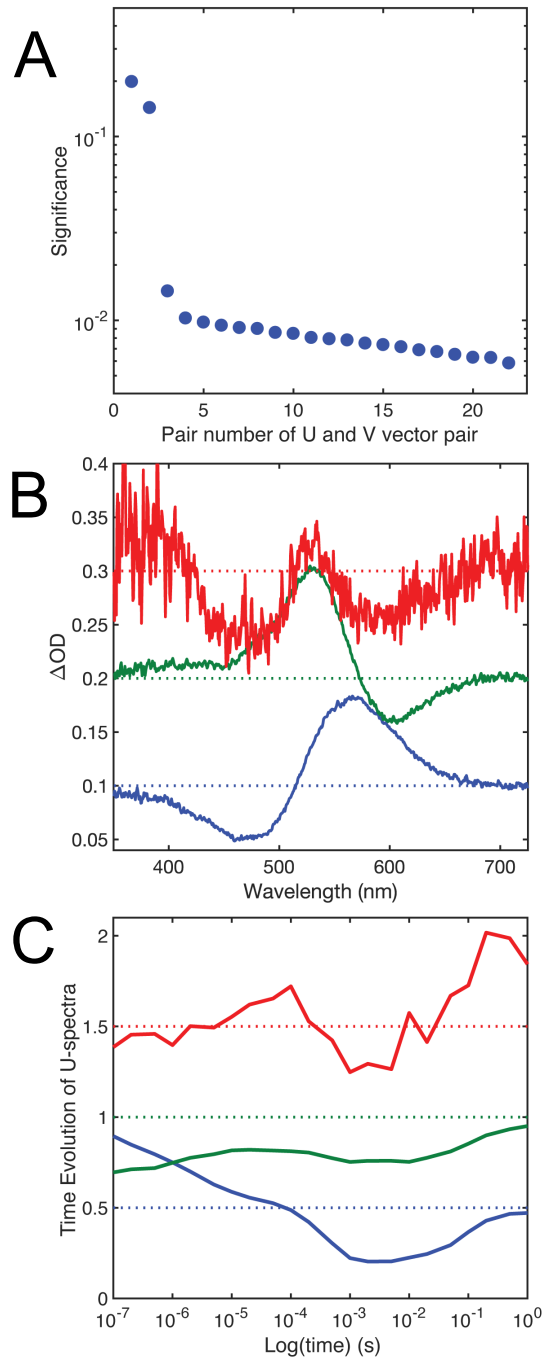 A
Significance
10-1
10-2
0 5 10 15 20
Pair number of U and V vector pair
B
ΔOD
0.4
0.35
0.3
0.25
0.2
0.15
0.1
0.05
400 500 600 700
Wavelength (nm)
C
Time Evolution of U-spectra
2
1.5
1
0.5
0
10-7 10-6 10-5 10-4 10-3 10-2 10-1 100
Log(time) (s)